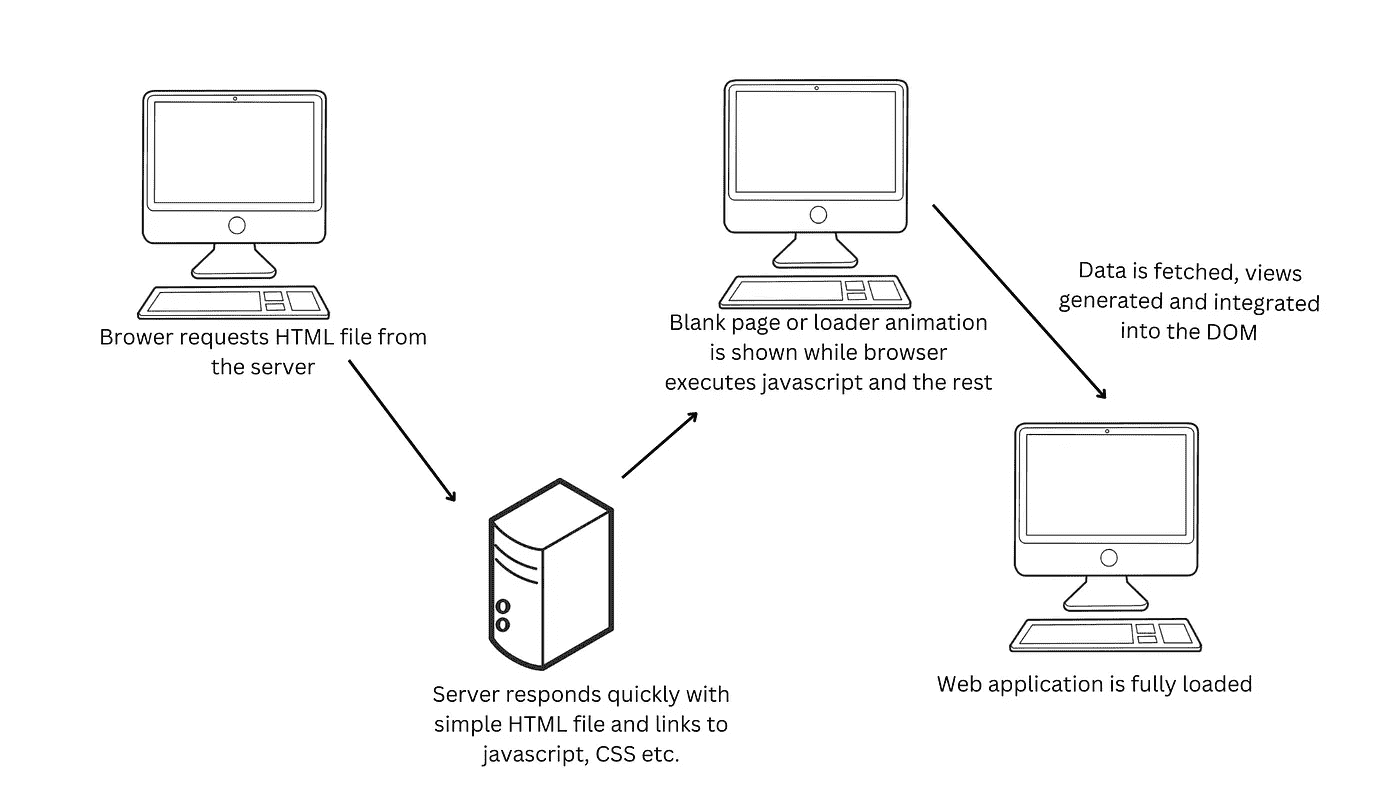 Brower requests HTML file from
the server
Server responds quickly with
simple HTML file and links to
javascript, CSS etc.
Blank page or loader animation
is shown while browser
executes javascript and the rest
Data is fetched, views
generated and integrated
into the DOM
Web application is fully loaded